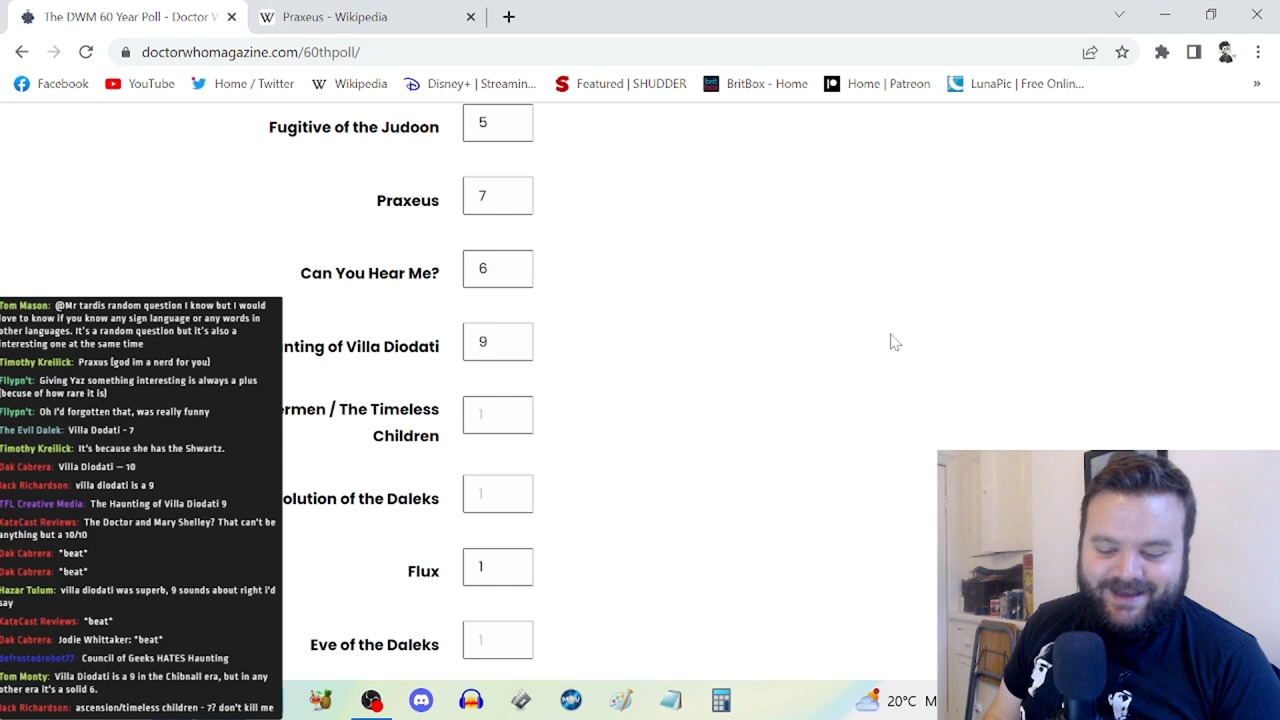 The DWM 60 Year Poll - Doctor W
Praxeus - Wikipedia
doctorwhomagazine.com/60thpoll/
Facebook
YouTube
Home / Twitter
Wikipedia
Disney+ | Streamin...
Featured | SHUDDER
BritBox - Home
Home | Patreon
LunaPic | Free Onlin...
»
Fugitive of the Judoon 5
Praxeus 7
Can You Hear Me? 6
nting of Villa Diodati 9
ermen / The Timeless
Children 1
olution of the Daleks 1
Flux 1
Eve of the Daleks 1
Tom Mason: @Mr tardis random question I know but I would
love to know if you know any sign language or any words in
other languages. It's a random question but it's also a
interesting one at the same time
Timothy Kreilick: Praxus (god im a nerd for you)
Fllypn't: Giving Yaz something interesting is always a plus
(becuse of how rare it is)
Fllypn't: Oh I'd forgotten that, was really funny
The Evil Dalek: Villa Dodati - 7
Timothy Kreilick: It's because she has the Shwartz.
Dak Cabrera: Villa Diodati — 10
Jack Richardson: villa diodati is a 9
TFL Creative Media: The Haunting of Villa Diodati 9
KateCast Reviews: The Doctor and Mary Shelley? That can't be
anything but a 10/10
Dak Cabrera: *beat*
Dak Cabrera: *beat*
Hazar Tulum: villa diodati was superb, 9 sounds about right i'd
say
KateCast Reviews: *beat*
Dak Cabrera: Jodie Whittaker: *beat*
defrostedrobot77: Council of Geeks HATES Haunting
Tom Monty: Villa Diodati is a 9 in the Chibnall era, but in any
other era it's a solid 6.
Jack Richardson: ascension/timeless children - 7? don't kill me
20°C M